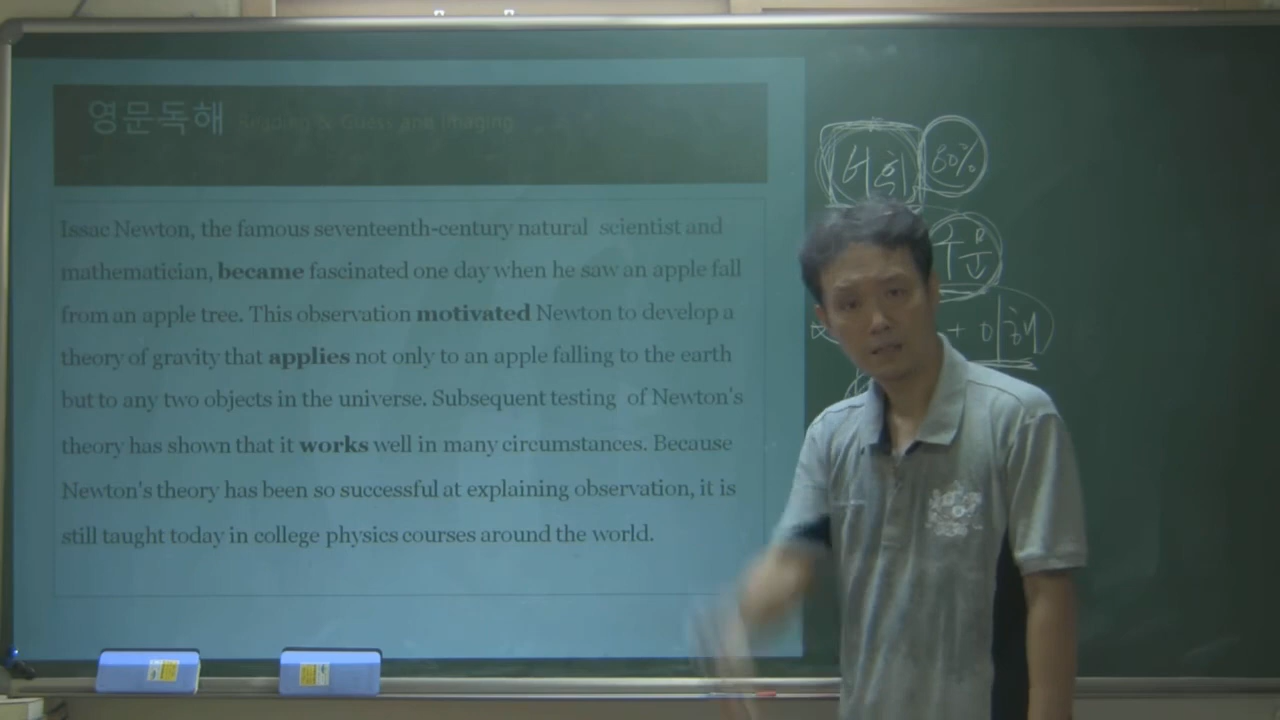 영문독해 Reading & Guess and Imaging
Issac Newton, the famous seventeenth-century natural scientist and
mathematician, became fascinated one day when he saw an apple fall
from an apple tree. This observation motivated Newton to develop a
theory of gravity that applies not only to an apple falling to the earth
but to any two objects in the universe. Subsequent testing of Newton's
theory has shown that it works well in many circumstances. Because
Newton's theory has been so successful at explaining observation, it is
still taught today in college physics courses around the world.
어휘 80%
구문
+ 이해